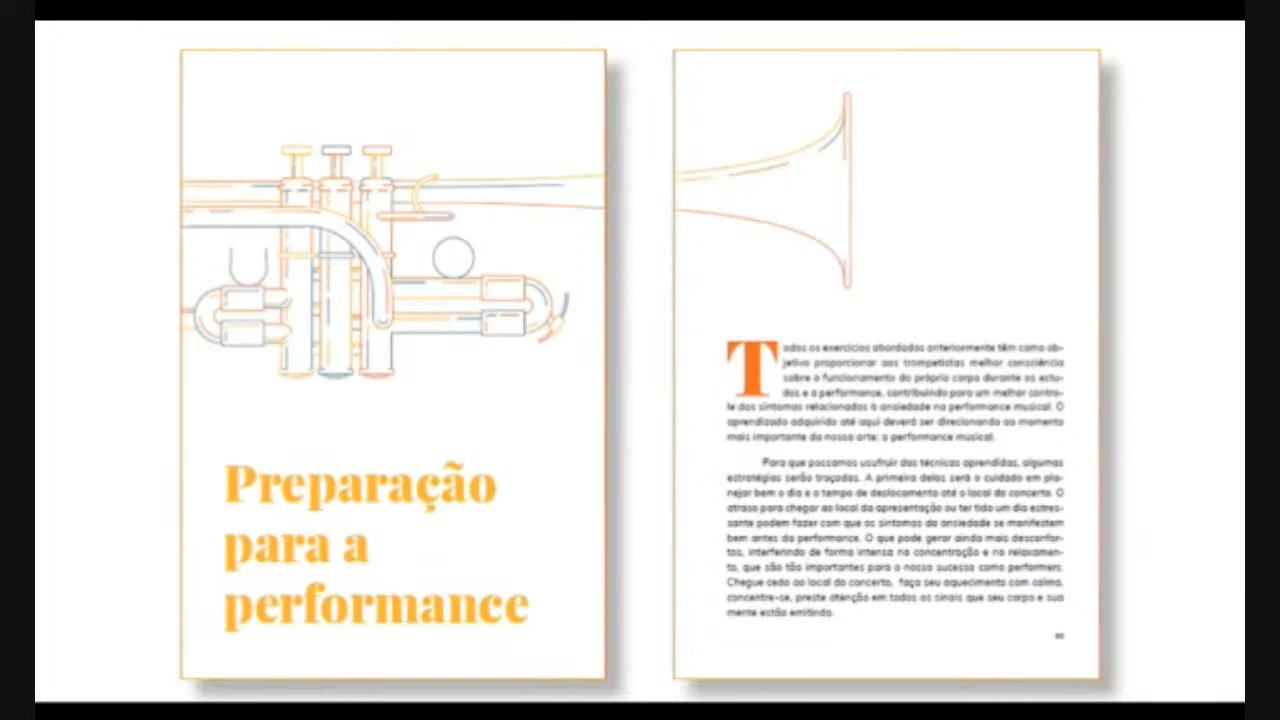 Preparação
para a
performance
Todos os exercícios abordados anteriormente têm como ob-
jetivo proporcionar aos trompetistas melhor consciência
sobre o funcionamento do próprio corpo durante os estu-
dos e a performance, contribuindo para um melhor contro-
le dos sintomas relacionados à ansiedade na performance musical. O
aprendizado adquirido até aqui deverá ser direcionando ao momento
mais importante da nossa arte: a performance musical.
Para que possamos usufruir das técnicas aprendidas, algumas
estratégias serão traçadas. A primeira delas será o cuidado em pla-
nejar bem o dia e o tempo de deslocamento até o local do concerto. O
atraso para chegar ao local da apresentação ou ter tido um dia estres-
sante podem fazer com que os sintomas da ansiedade se manifestem
bem antes da performance. O que pode gerar ainda mais desconfor-
tos, interferindo de forma intensa na concentração e no relaxamen-
to, que são tão importantes para o nosso sucesso como performers.
Chegue cedo ao local do concerto, faça seu aquecimento com calma,
concentre-se, preste atenção em todos os sinais que seu corpo e sua
mente estão emitindo.